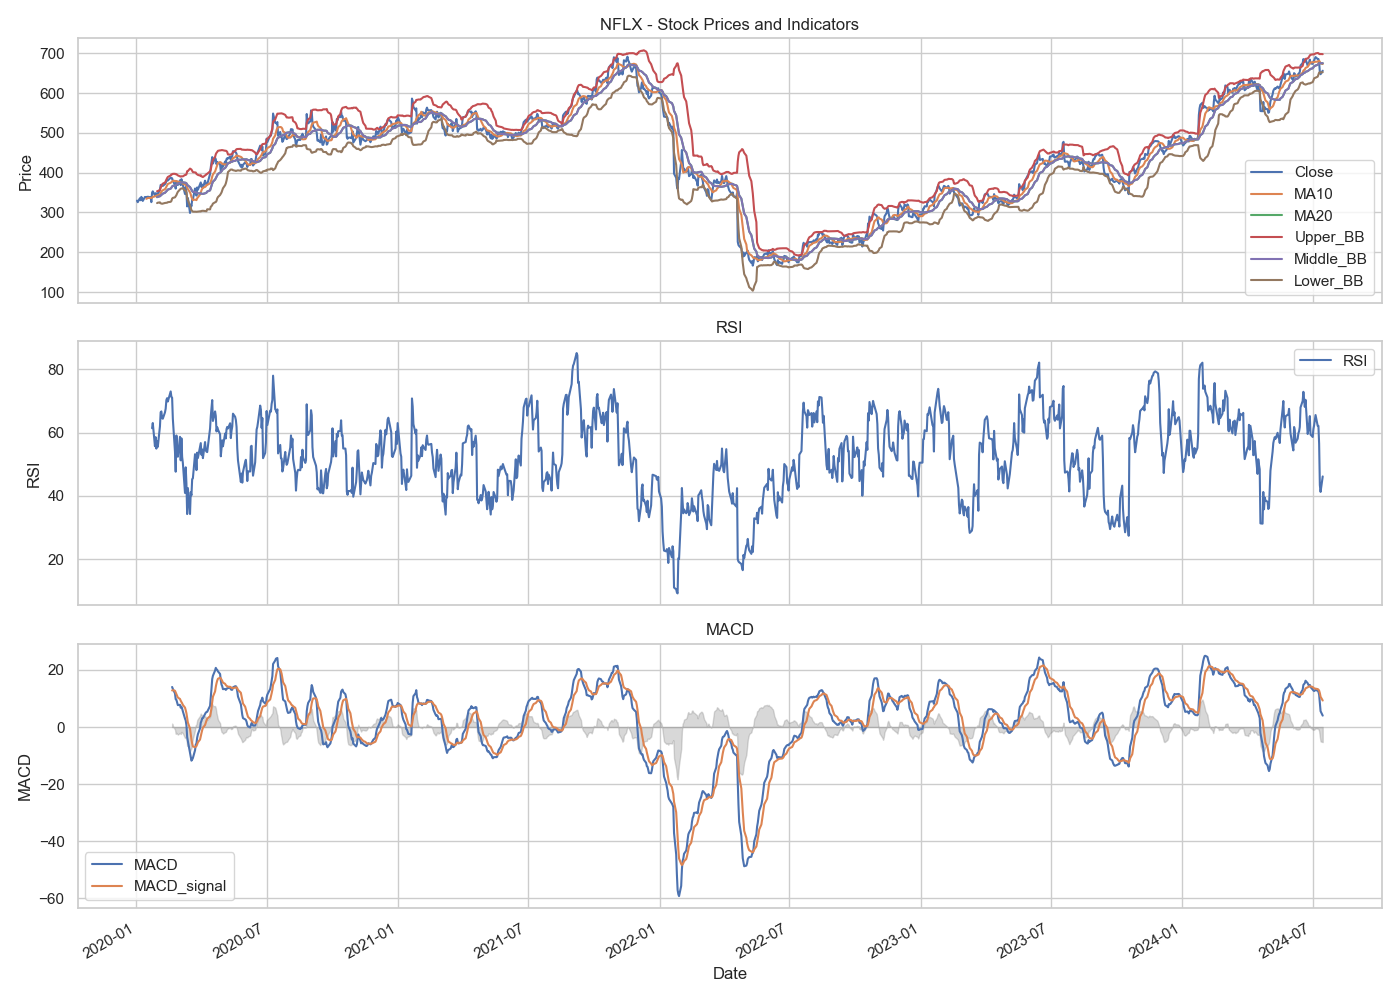 NFLX - Stock Prices and Indicators
Price
700
600
500
400
300
200
100
Close
MA10
MA20
Upper_BB
Middle_BB
Lower_BB
RSI
RSI
80
60
40
20
RSI
MACD
MACD
20
0
−20
−40
−60
MACD
MACD_signal
2020-01
2020-07
2021-01
2021-07
2022-01
2022-07
2023-01
2023-07
2024-01
2024-07
Date